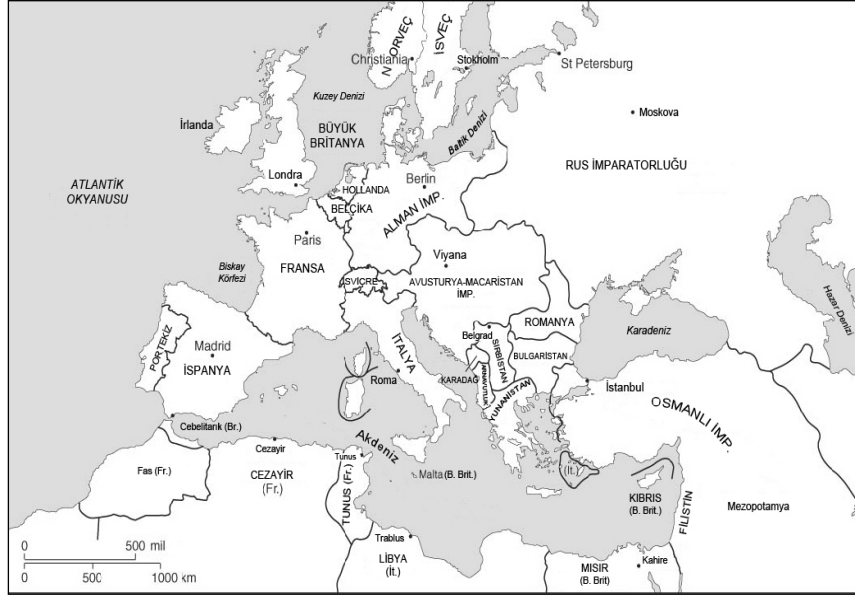 NORVEÇ
İSVEÇ
Christiania
Stokholm
St Petersburg
Kuzey Denizi
Moskova
İrlanda
BÜYÜK
BRİTANYA
Baltik Denizi
RUS İMPARATORLUĞU
Londra
Berlin
HOLLANDA
ATLANTİK
OKYANUSU
BELÇİKA
ALMAN İMP.
Paris
Viyana
Biskay
Körfezi
FRANSA
İSVİÇRE
AVUSTURYA-MACARİSTAN
İMP.
Hazar Denizi
ROMANYA
Belgrad
Karadeniz
PORTEKİZ
Madrid
İSPANYA
İTALYA
SIRBİSTAN
BULGARİSTAN
Roma
KARADAĞ
ARNAVUTLUK
YUNANİSTAN
İstanbul
OSMANLI İMP.
Cebelitarık (Br.)
Akdeniz
Cezayir
Tunus
Fas (Fr.)
CEZAYİR
(Fr.)
TUNUS (Fr.)
Malta (B. Brit.)
(İt.)
KIBRIS
(B. Brit.)
FİLİSTİN
Mezopotamya
Trablus
LİBYA
(İt.)
MISIR
(B. Brit)
Kahire
0 500 mil
0 500 1000 km